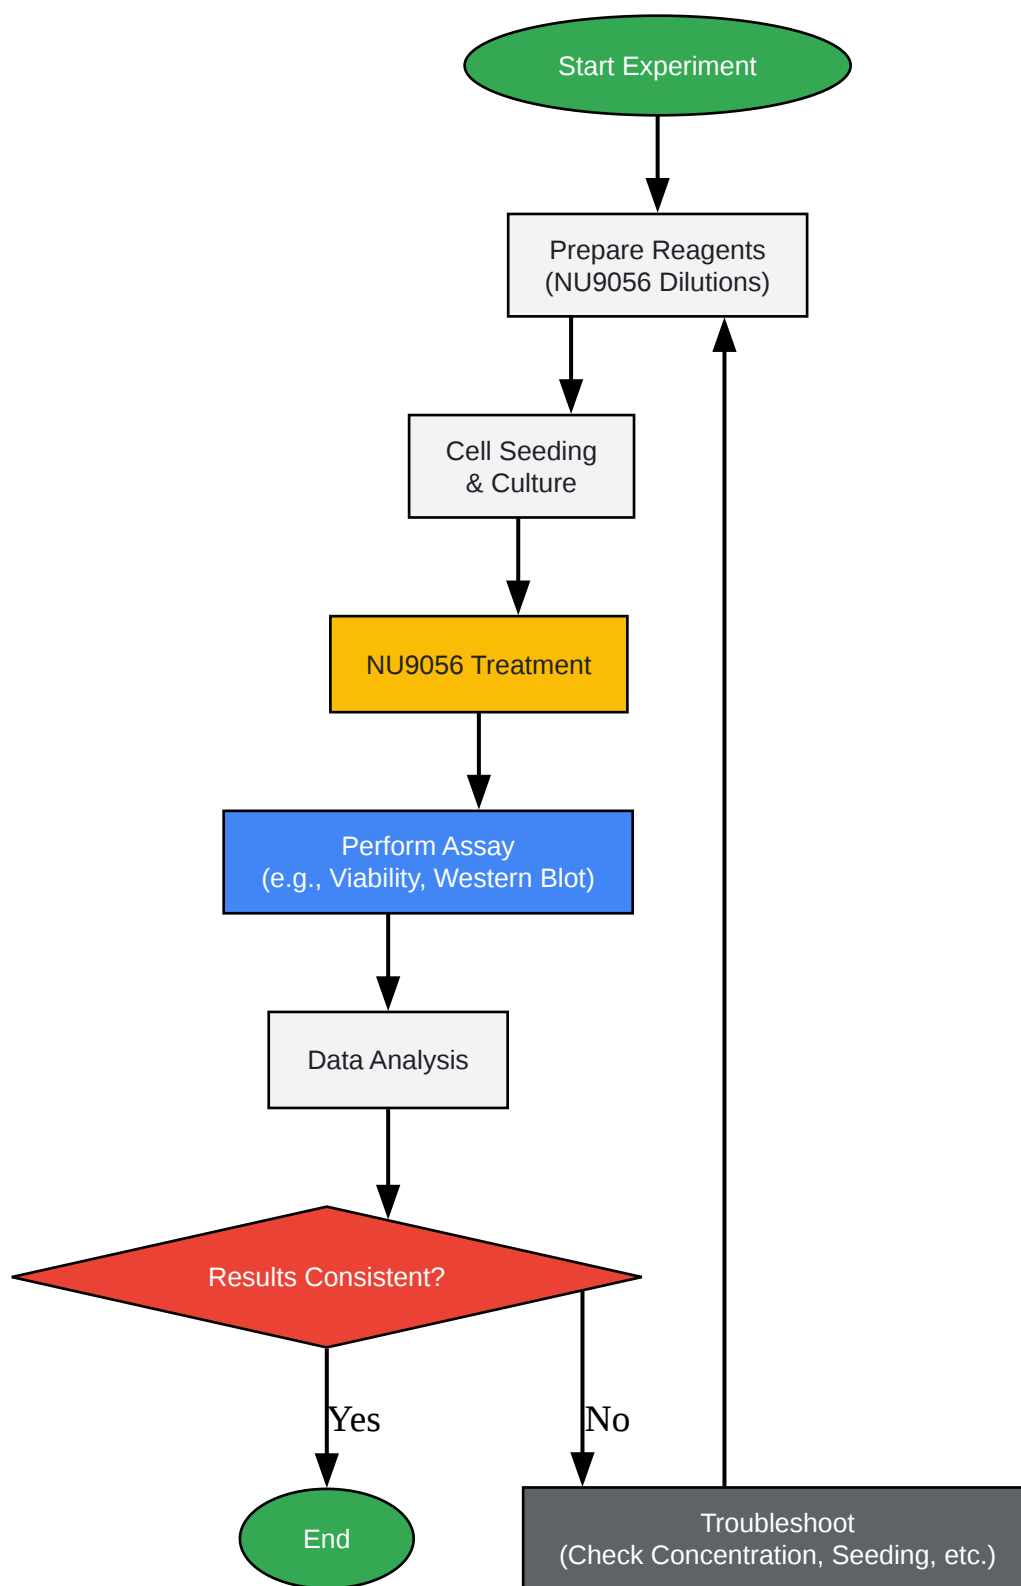 Start Experiment
Prepare Reagents
(NU9056 Dilutions)
Cell Seeding
& Culture
NU9056 Treatment
Perform Assay
(e.g., Viability, Western Blot)
Data Analysis
Results Consistent?
Yes
No
End
Troubleshoot
(Check Concentration, Seeding, etc.)